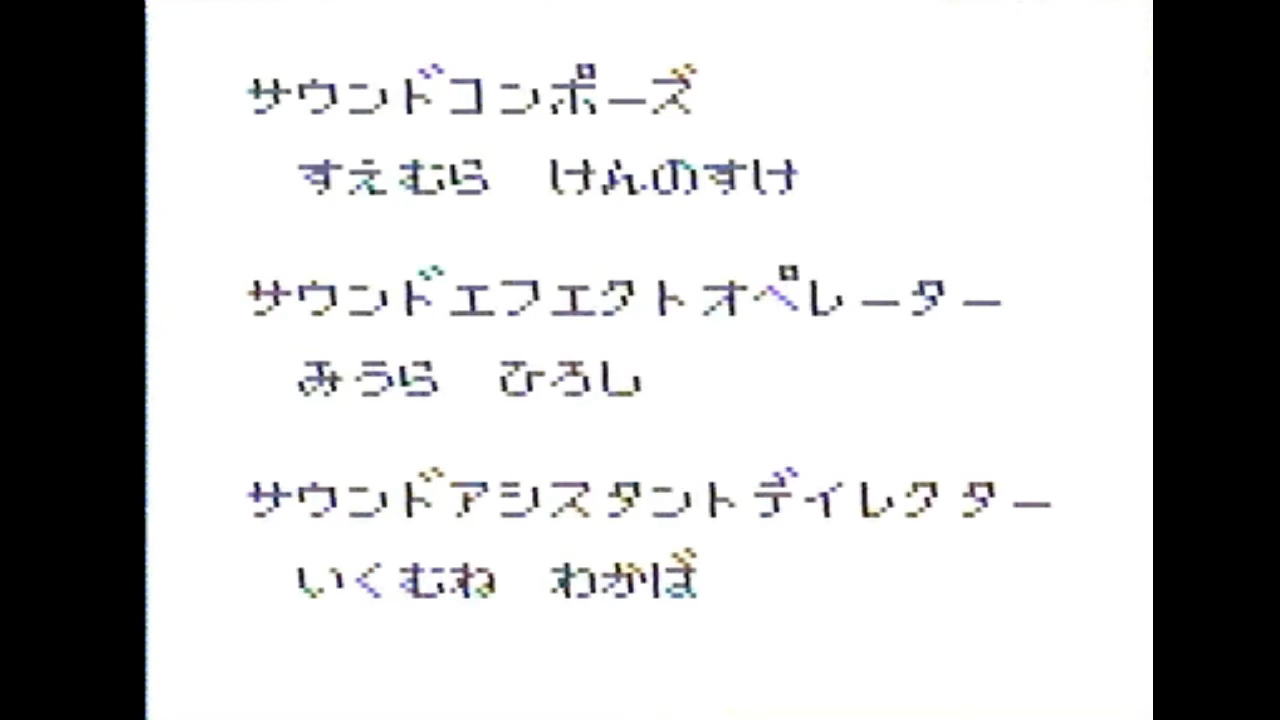 サウンドコンポーズ
すえむら　けんのすけ
サウンドエフェクトオペレーター
みうら　ひろし
サウンドアシスタントディレクター
いくむね　わかば